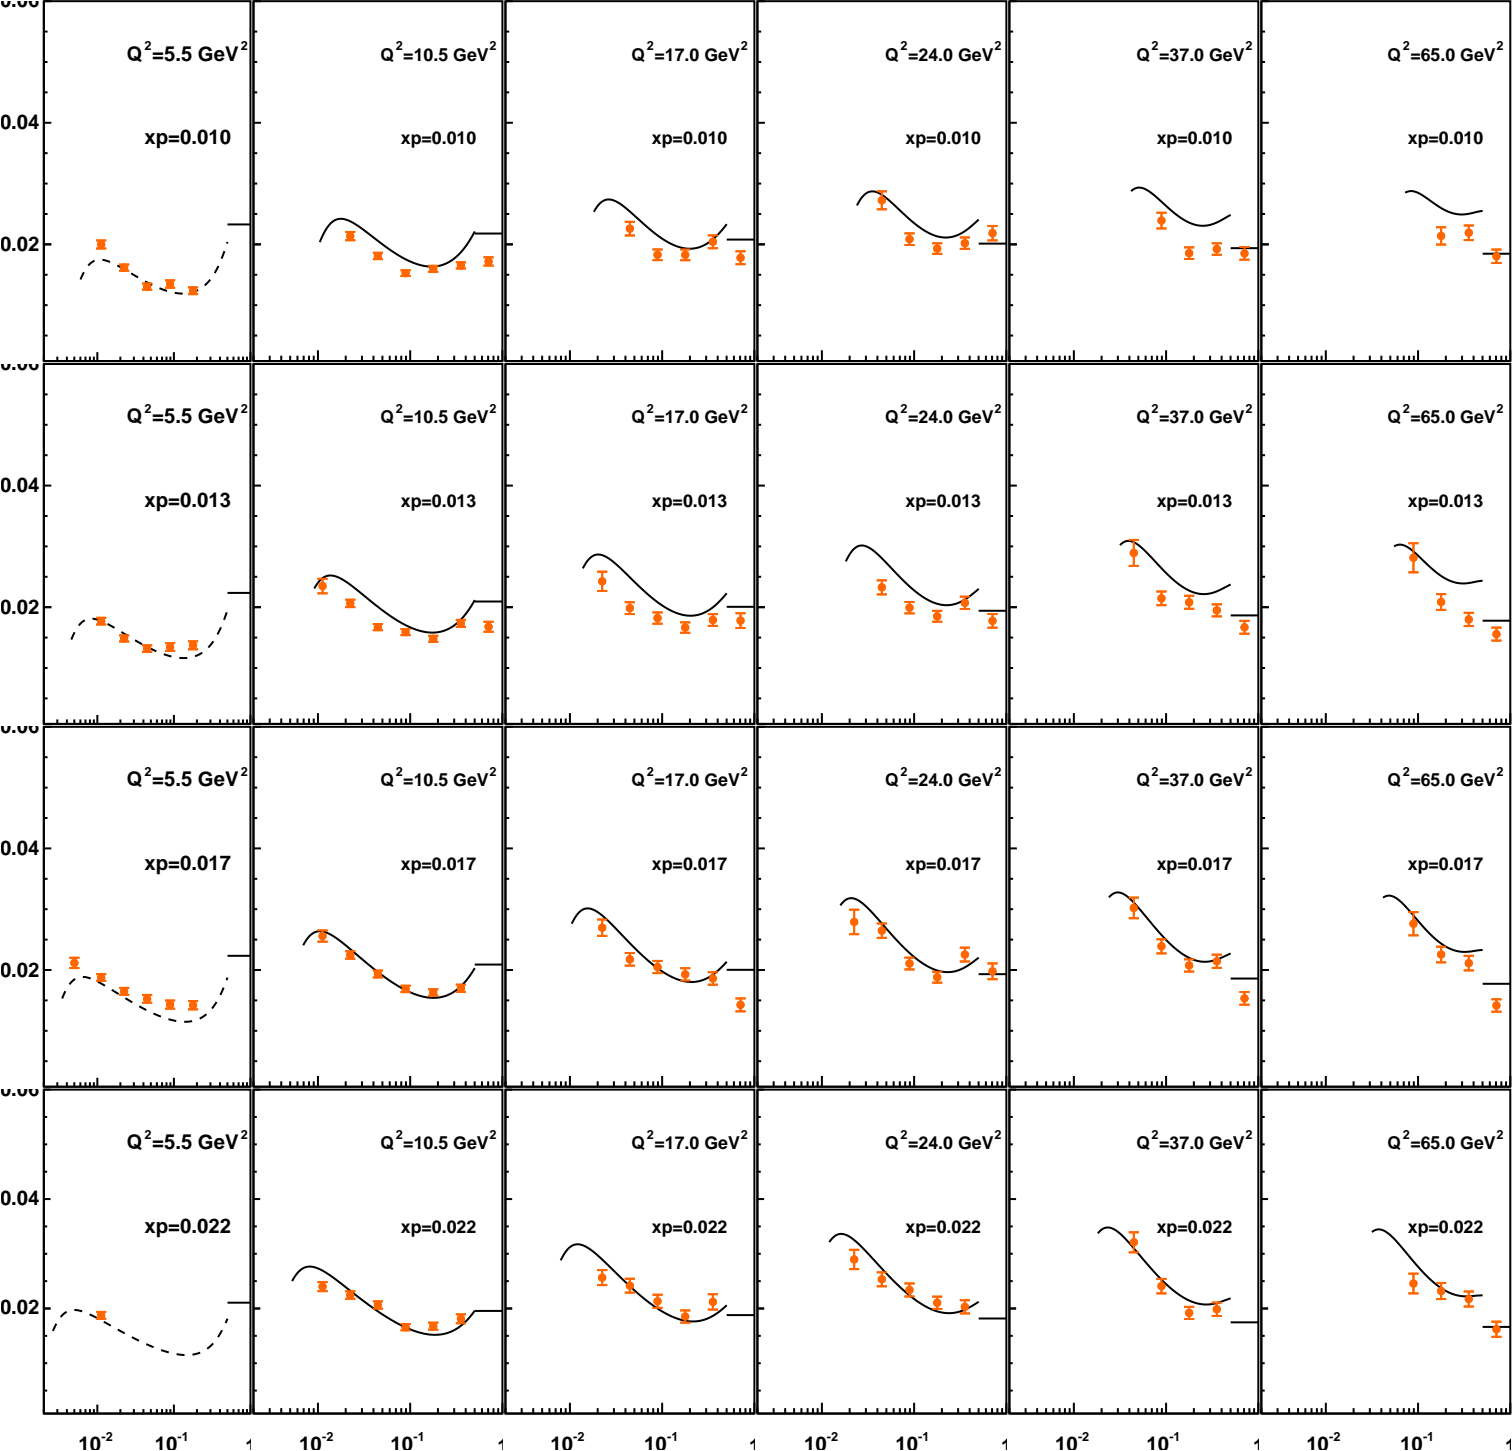 0.06
Q²=5.5 GeV² Q²=10.5 GeV² Q²=17.0 GeV² Q²=24.0 GeV² Q²=37.0 GeV² Q²=65.0 GeV²
0.04
xp=0.010 xp=0.010 xp=0.010 xp=0.010 xp=0.010 xp=0.010
0.02
0.06
Q²=5.5 GeV² Q²=10.5 GeV² Q²=17.0 GeV² Q²=24.0 GeV² Q²=37.0 GeV² Q²=65.0 GeV²
0.04
xp=0.013 xp=0.013 xp=0.013 xp=0.013 xp=0.013 xp=0.013
0.02
0.06
Q²=5.5 GeV² Q²=10.5 GeV² Q²=17.0 GeV² Q²=24.0 GeV² Q²=37.0 GeV² Q²=65.0 GeV²
0.04
xp=0.017 xp=0.017 xp=0.017 xp=0.017 xp=0.017 xp=0.017
0.02
0.06
Q²=5.5 GeV² Q²=10.5 GeV² Q²=17.0 GeV² Q²=24.0 GeV² Q²=37.0 GeV² Q²=65.0 GeV²
0.04
xp=0.022 xp=0.022 xp=0.022 xp=0.022 xp=0.022 xp=0.022
0.02
10⁻² 10⁻¹ 1 10⁻² 10⁻¹ 1 10⁻² 10⁻¹ 1 10⁻² 10⁻¹ 1 10⁻² 10⁻¹ 1 10⁻² 10⁻¹ 1